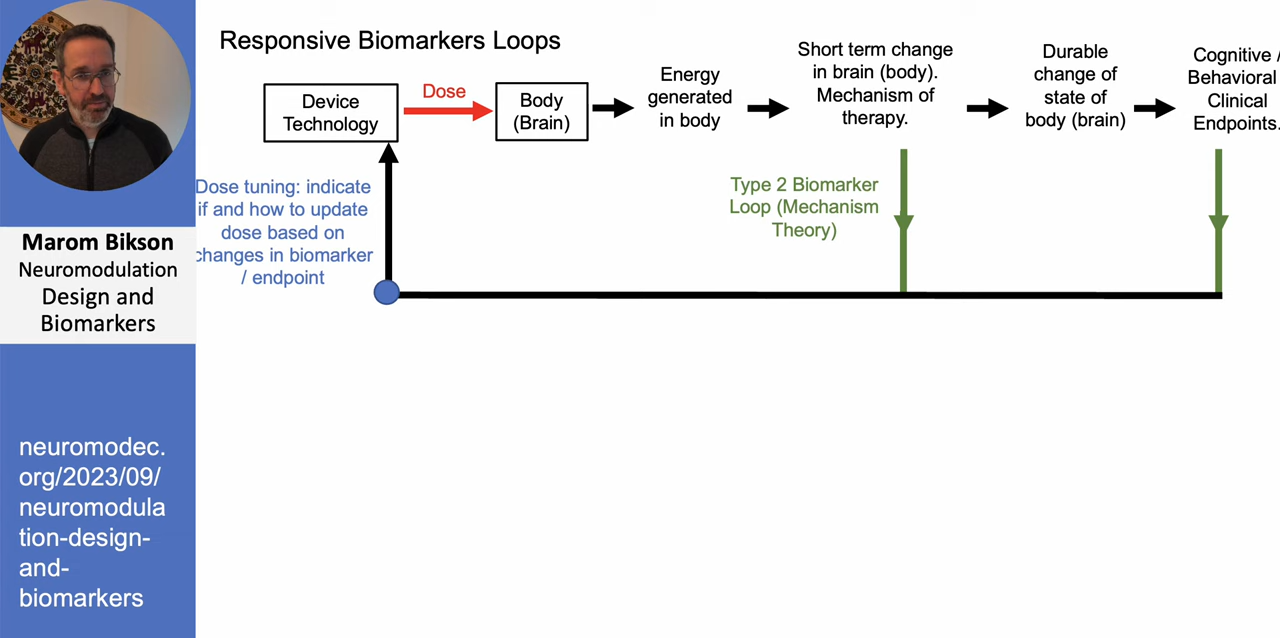 Responsive Biomarkers Loops
Device
Technology
Dose
Body
(Brain)
Energy
generated
in body
Short term change
in brain (body).
Mechanism of
therapy.
Durable
change of
state of
body (brain)
Cognitive /
Behavioral
Clinical
Endpoints.
Dose tuning: indicate
if and how to update
dose based on
changes in biomarker
/ endpoint
Type 2 Biomarker
Loop (Mechanism
Theory)
Marom Bikson
Neuromodulation
Design and
Biomarkers
neuromodec.
org/2023/09/
neuromodula
tion-design-
and-
biomarkers